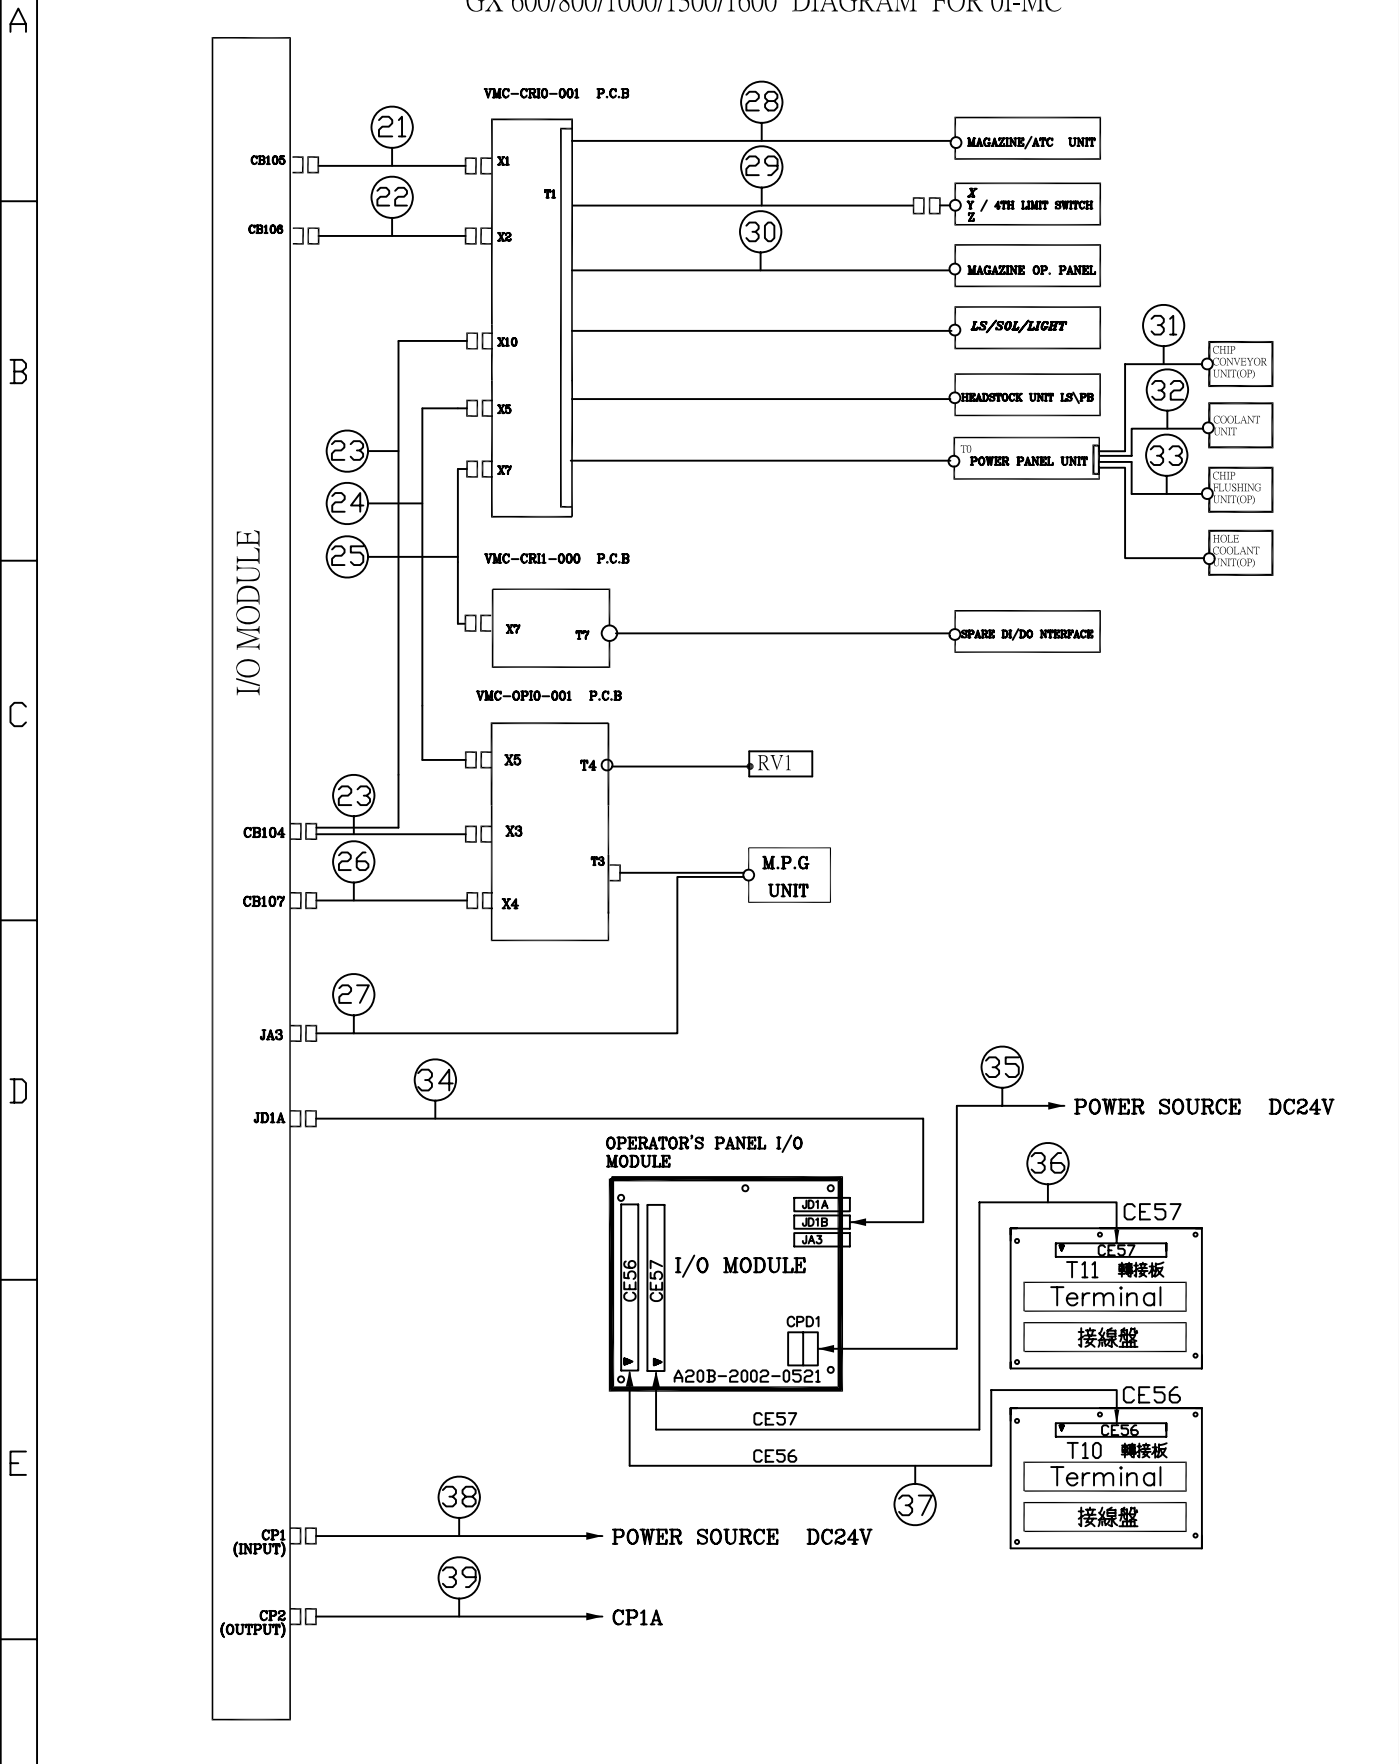 GX 600/800/1000/1300/1600 DIAGRAM FOR 0I-MC
A
B
C
D
E
I/O MODULE
VMC-CRI0-001 P.C.B
21
CB105
X1
22
CB106
X2
T1
X10
X5
X7
23
24
25
28
MAGAZINE/ATC UNIT
29
X
Y / 4TH LIMIT SWITCH
Z
30
MAGAZINE OP. PANEL
LS/SOL/LIGHT
HEADSTOCK UNIT LS\PB
T0
POWER PANEL UNIT
31
CHIP
CONVEYOR
UNIT(OP)
32
COOLANT
UNIT
33
CHIP
FLUSHING
UNIT(OP)
HOLE
COOLANT
UNIT(OP)
VMC-CRI1-000 P.C.B
X7
T7
SPARE DI/DO NTERFACE
VMC-OPI0-001 P.C.B
X5
T4
RV1
23
CB104
X3
T3
M.P.G
UNIT
26
CB107
X4
27
JA3
34
JD1A
35
POWER SOURCE DC24V
OPERATOR'S PANEL I/O
MODULE
JD1A
JD1B
JA3
CE56
CE57
I/O MODULE
CPD1
A20B-2002-0521
36
CE57
CE57
T11 轉接板
Terminal
接線盤
CE57
CE56
37
CE56
CE56
T10 轉接板
Terminal
接線盤
38
CP1
(INPUT)
POWER SOURCE DC24V
39
CP2
(OUTPUT)
CP1A